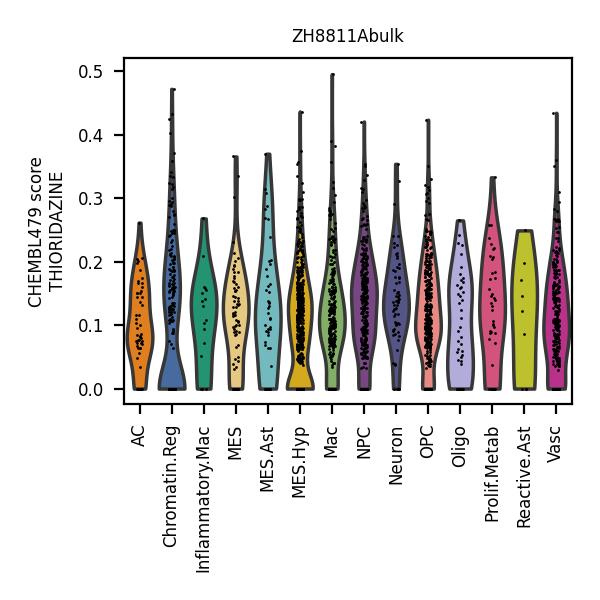 ZH8811Abulk
CHEMBL479 score
THIORIDAZINE
0.5
0.4
0.3
0.2
0.1
0.0
AC
Chromatin.Reg
Inflammatory.Mac
MES
MES.Ast
MES.Hyp
Mac
NPC
Neuron
OPC
Oligo
Prolif.Metab
Reactive.Ast
Vasc